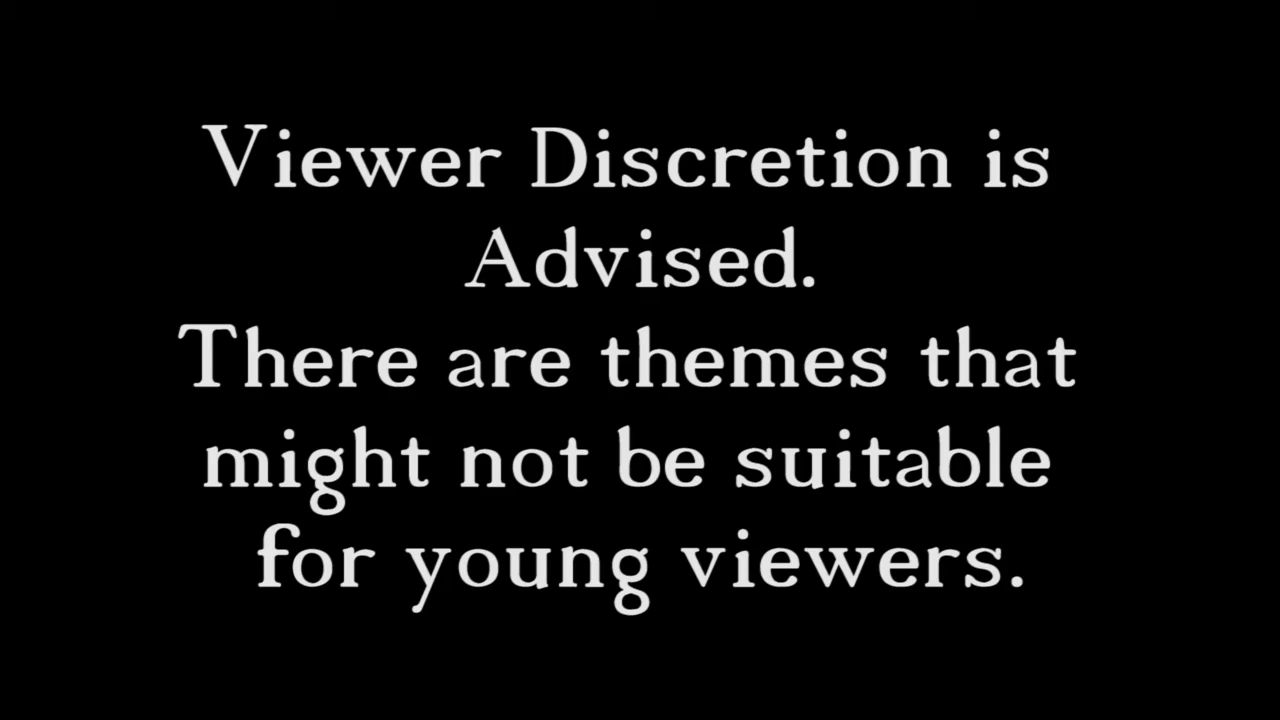 Viewer Discretion is
Advised.
There are themes that
might not be suitable
for young viewers.